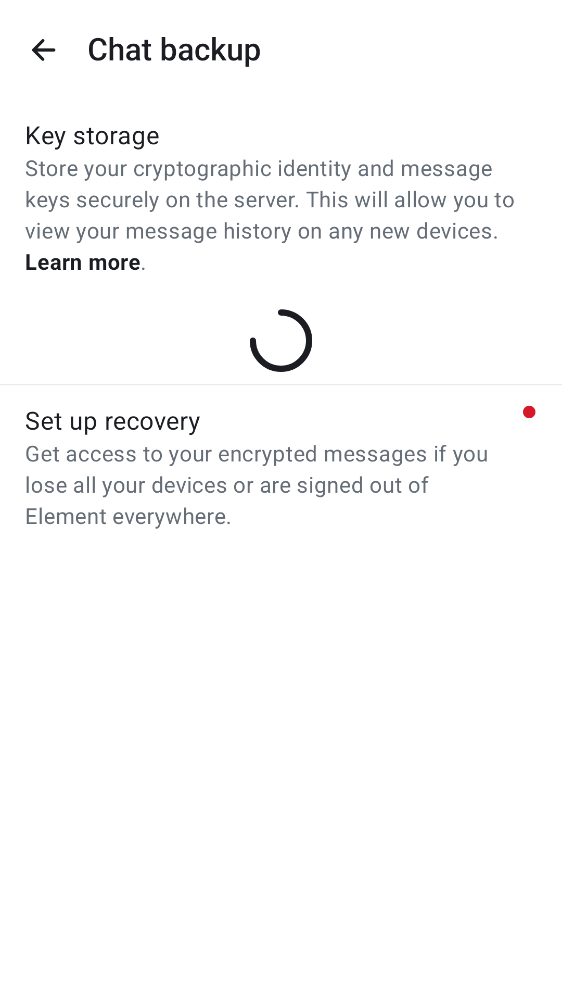 Chat backup
Key storage
Store your cryptographic identity and message
keys securely on the server. This will allow you to
view your message history on any new devices.
Learn more.
Set up recovery
Get access to your encrypted messages if you
lose all your devices or are signed out of
Element everywhere.